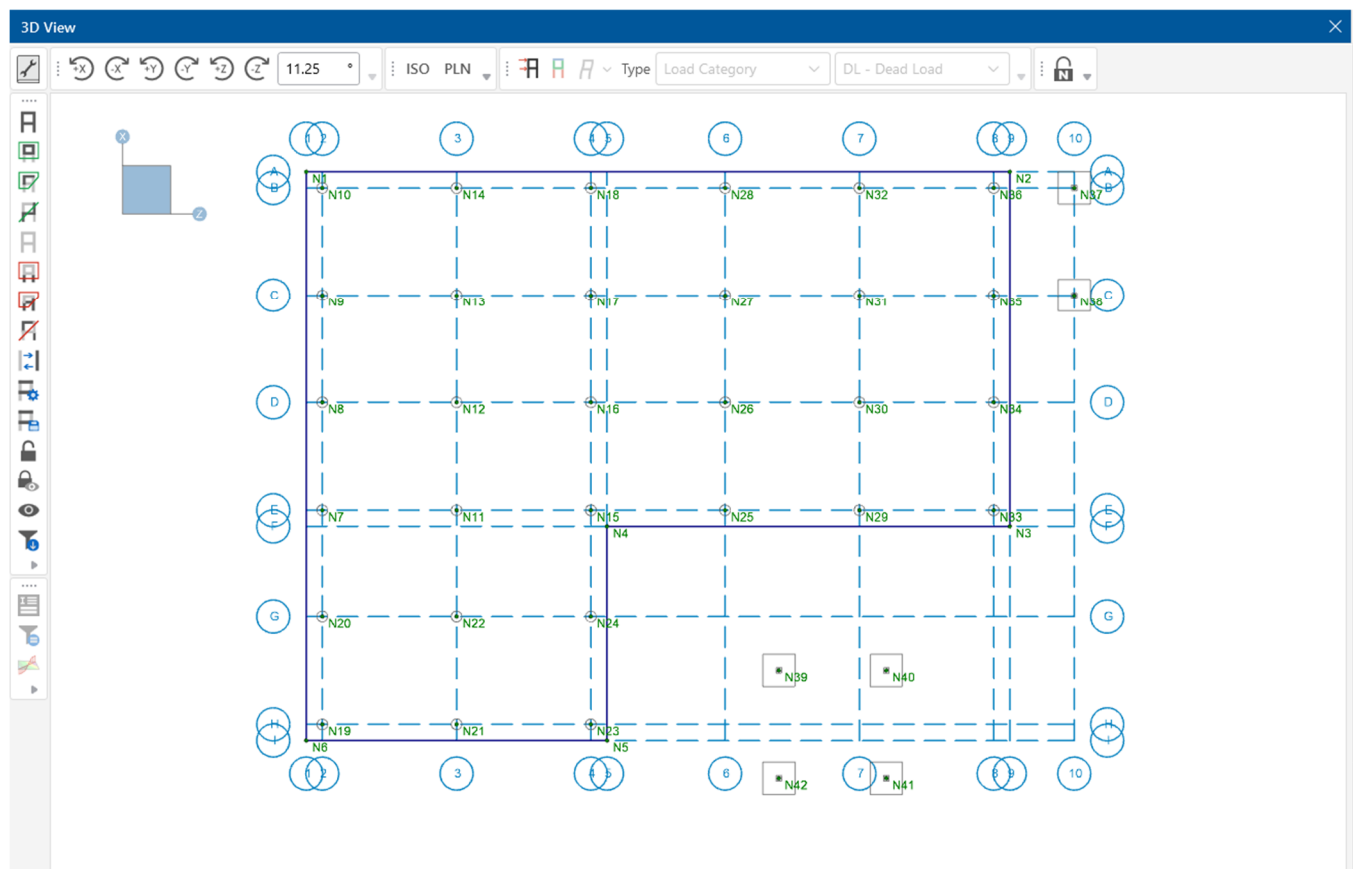 3D View
+X -X +Y -Y +Z -Z 11.25 ° ISO PLN Type Load Category DL - Dead Load N
X
Z
1 2 3 4 5 6 7 8 9 10
A A
N1 N2
B B
N10 N14 N18 N28 N32 N36 N37
C C
N9 N13 N17 N27 N31 N35 N38
D D
N8 N12 N16 N26 N30 N34
E E
N7 N11 N15 N25 N29 N33
F F
N4 N3
G G
N20 N22 N24
N39 N40
H H
N19 N21 N23
I I
N6 N5
1 2 3 4 5 6 7 8 9 10
N42 N41